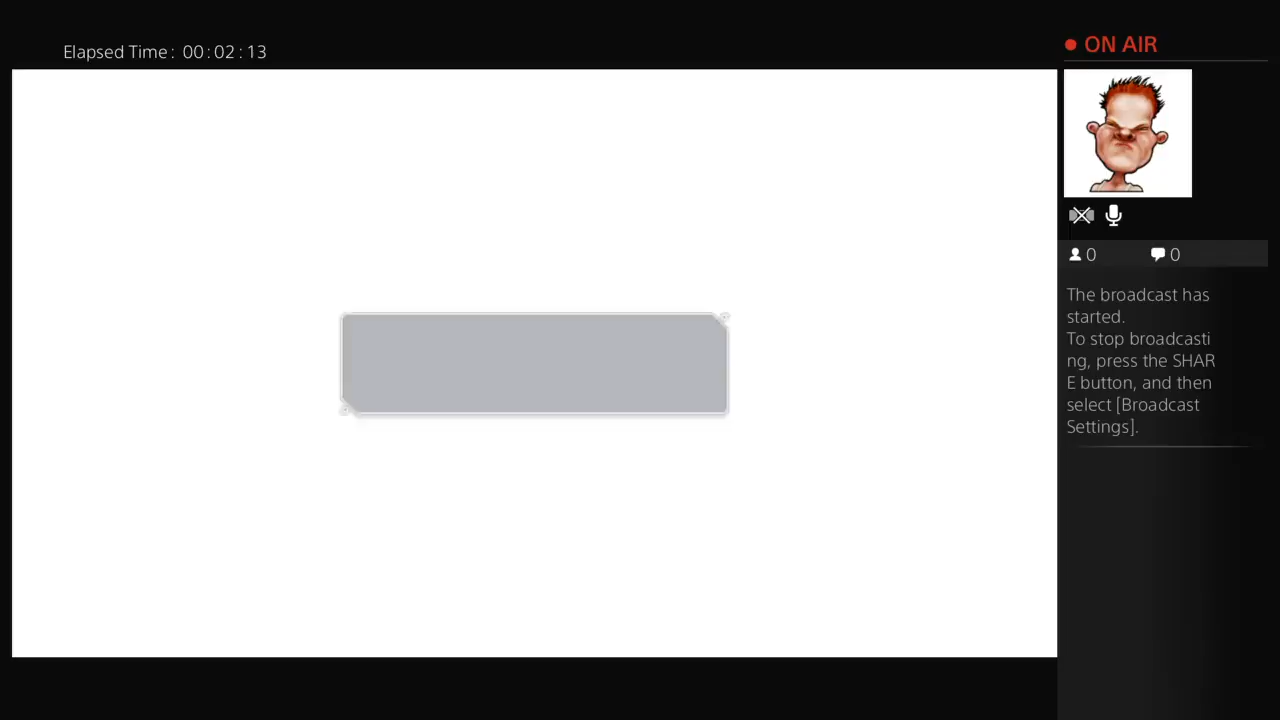 Elapsed Time: 00:02:13
ON AIR
0 0
The broadcast has
started.
To stop broadcasti
ng, press the SHAR
E button, and then
select [Broadcast
Settings].